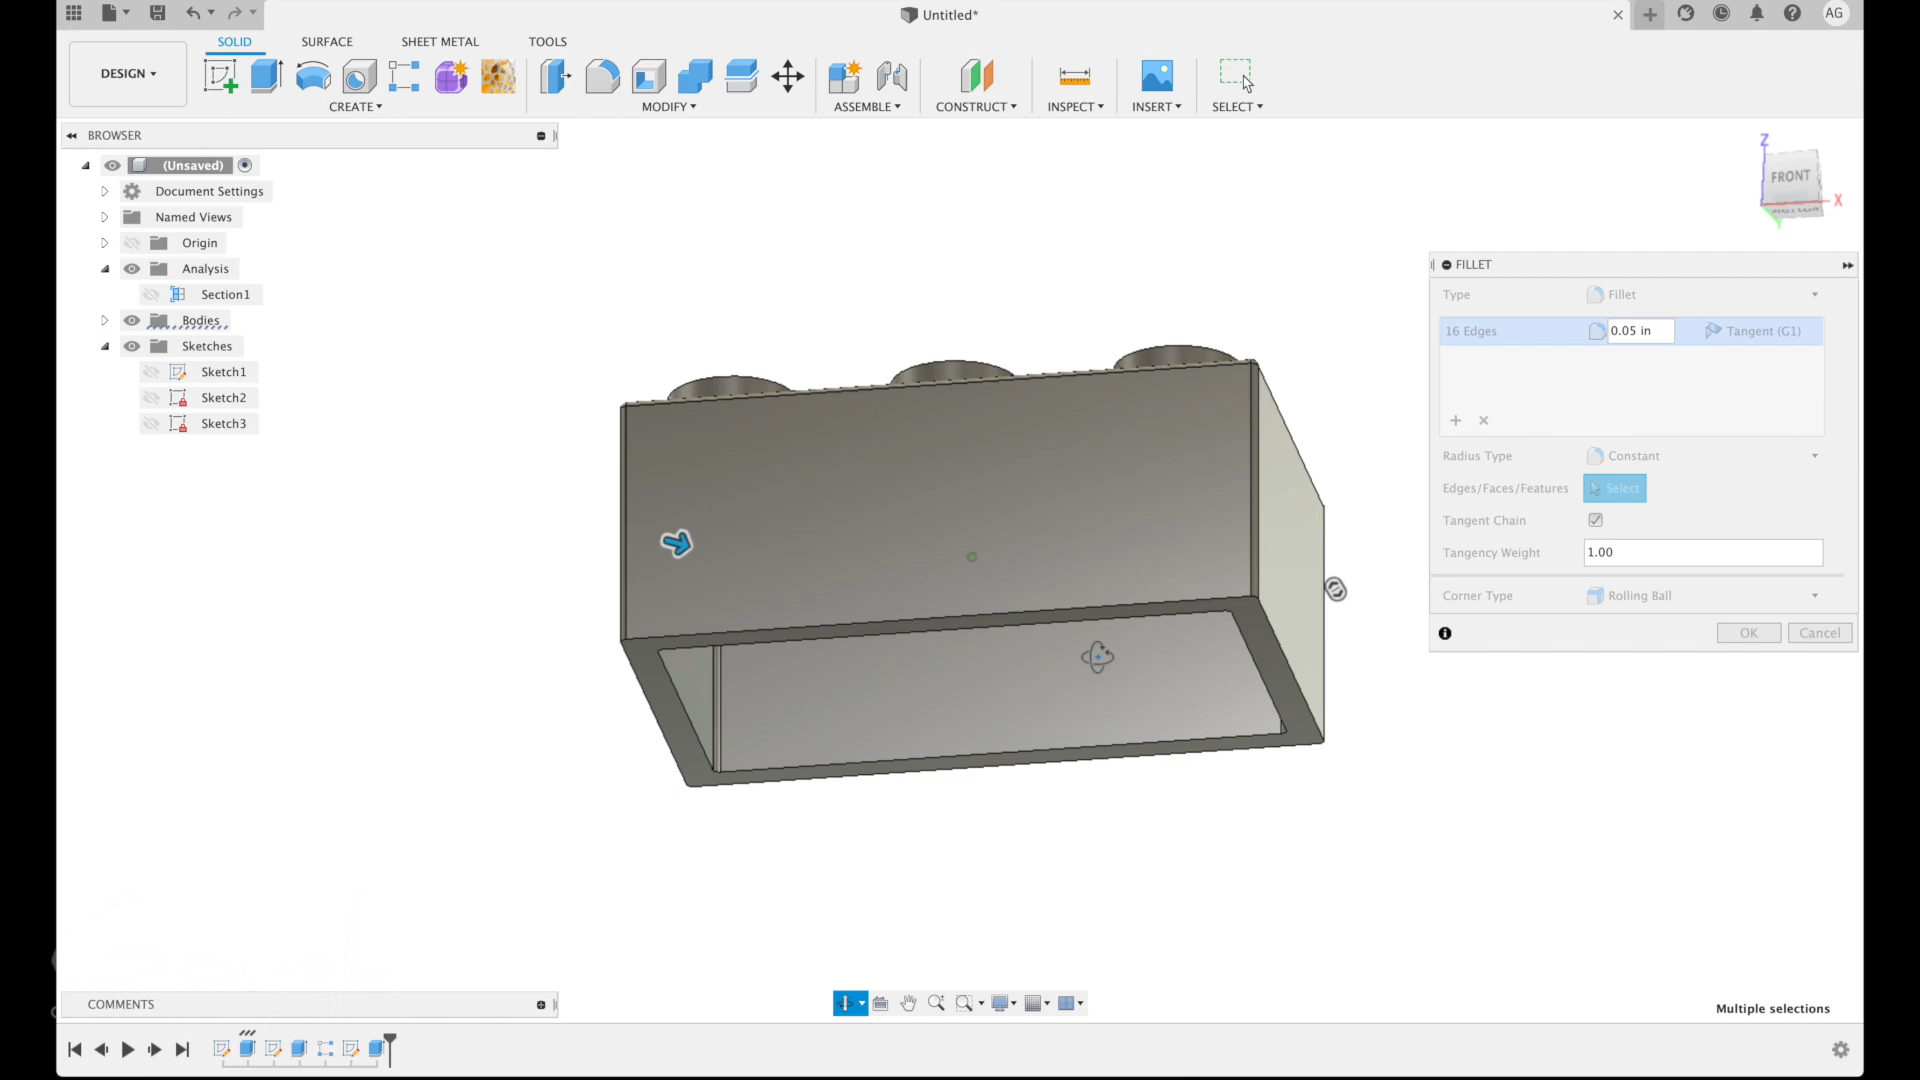 Untitled*
AG
DESIGN
SOLID
SURFACE
SHEET METAL
TOOLS
CREATE
MODIFY
ASSEMBLE
CONSTRUCT
INSPECT
INSERT
SELECT
BROWSER
(Unsaved)
Document Settings
Named Views
Origin
Analysis
Section1
Bodies
Sketches
Sketch1
Sketch2
Sketch3
Z
FRONT
X
FILLET
Type
Fillet
16 Edges
0.05 in
Tangent (G1)
Radius Type
Constant
Edges/Faces/Features
Select
Tangent Chain
Tangency Weight
1.00
Corner Type
Rolling Ball
OK
Cancel
COMMENTS
Multiple selections